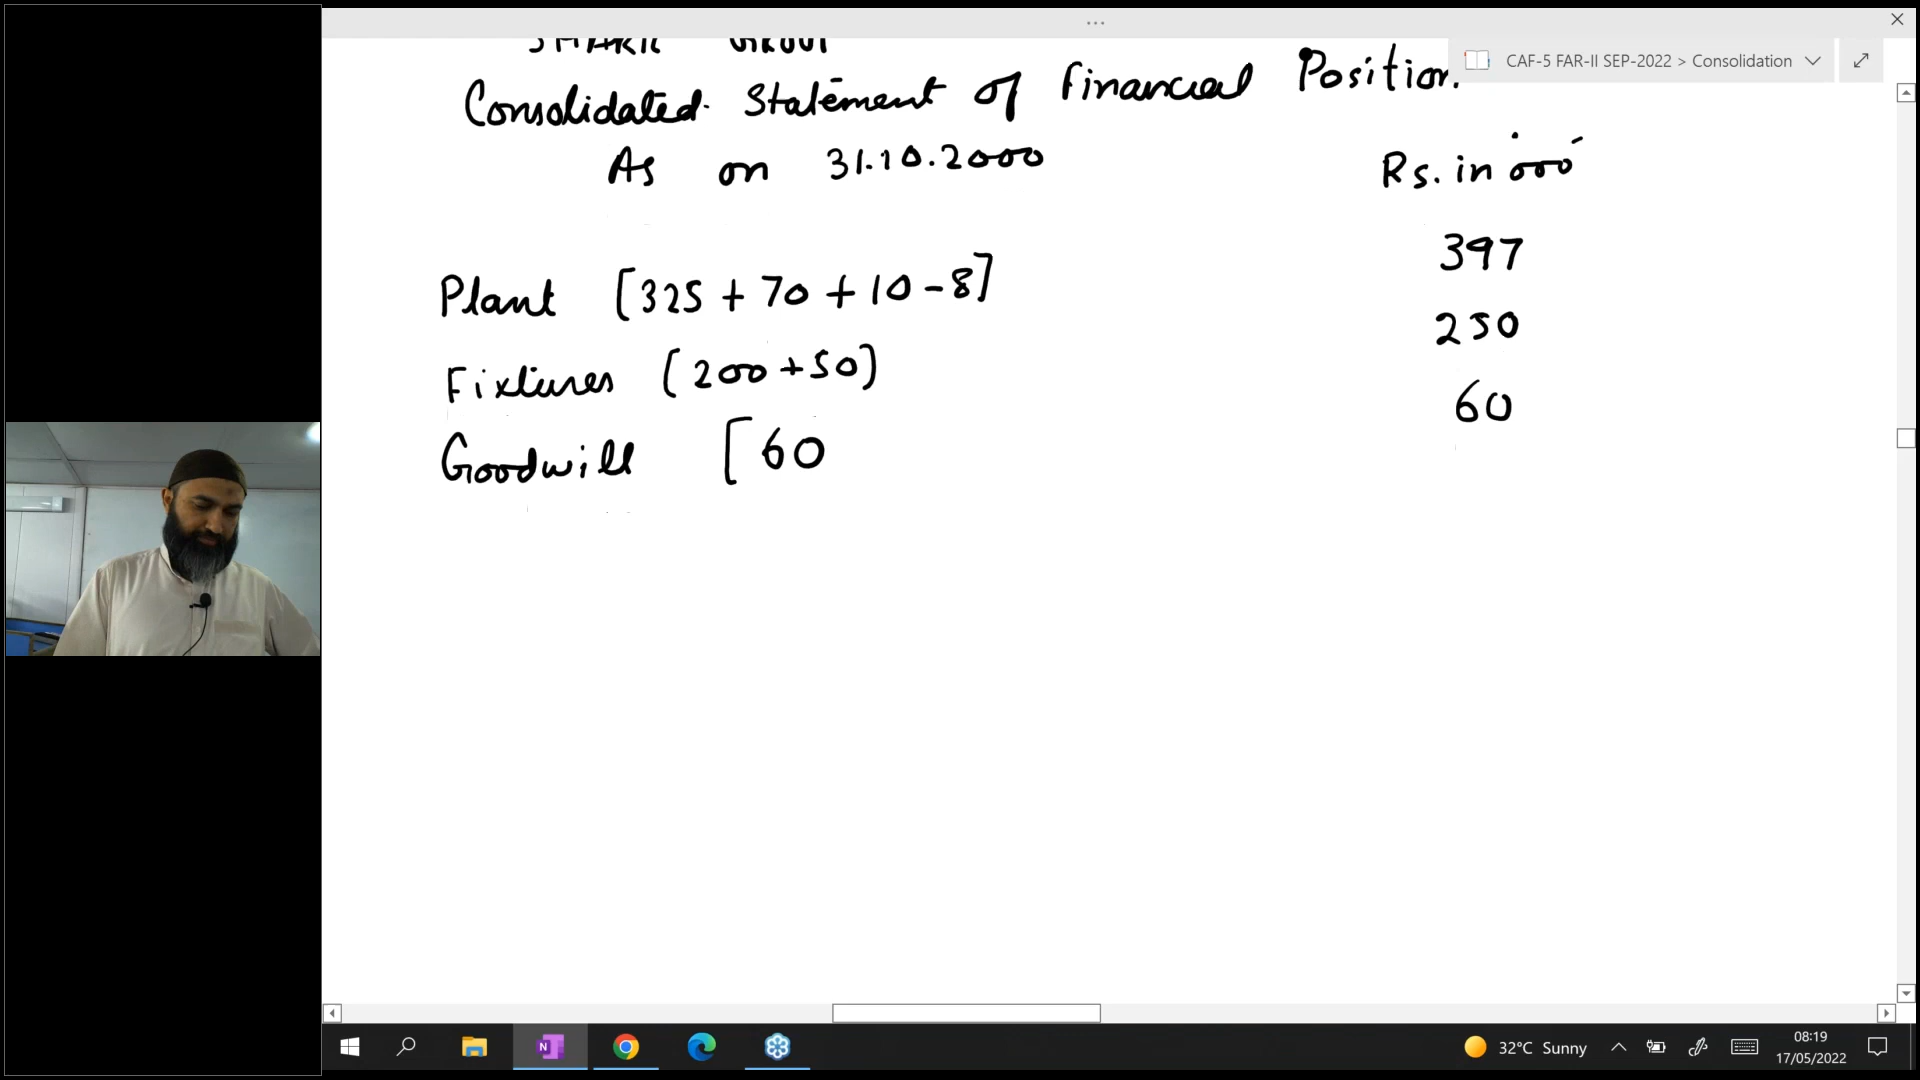 CAF-5 FAR-II SEP-2022 > Consolidation
Consolidated Statement of Financial Position.
As on 31.10.2000
Rs. in 000'
Plant [325 + 70 + 10 - 8] 397
Fixtures (200 + 50) 250
Goodwill [60 60
32°C Sunny
08:19
17/05/2022